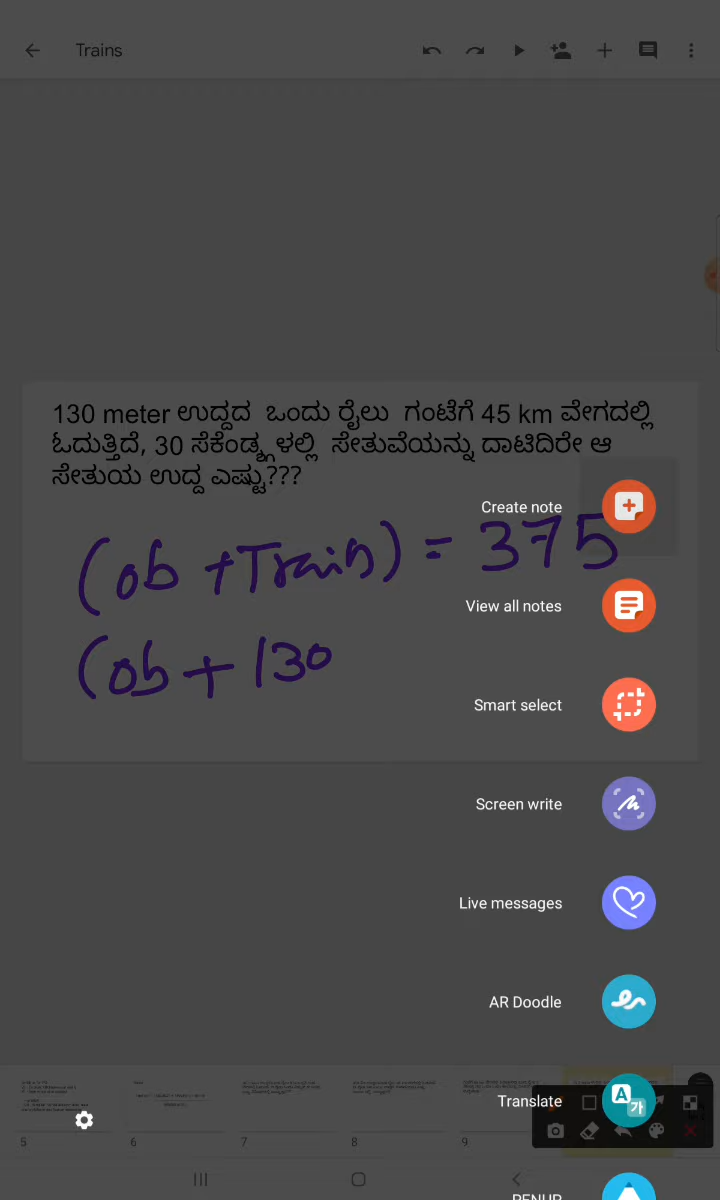 Trains
130 meter ಉದ್ದದ ಒಂದು ರೈಲು ಗಂಟೆಗೆ 45 km ವೇಗದಲ್ಲಿ
ಓದುತ್ತಿದೆ, 30 ಸೆಕೆಂಡ್ಗಳಲ್ಲಿ ಸೇತುವೆಯನ್ನು ದಾಟಿದಿರೇ ಆ
ಸೇತುಯ ಉದ್ದ ಎಷ್ಟು???
(ob + Train) = 375
(ob + 130
Create note
View all notes
Smart select
Screen write
Live messages
AR Doodle
Translate
5
6
7
8
9
PENUP